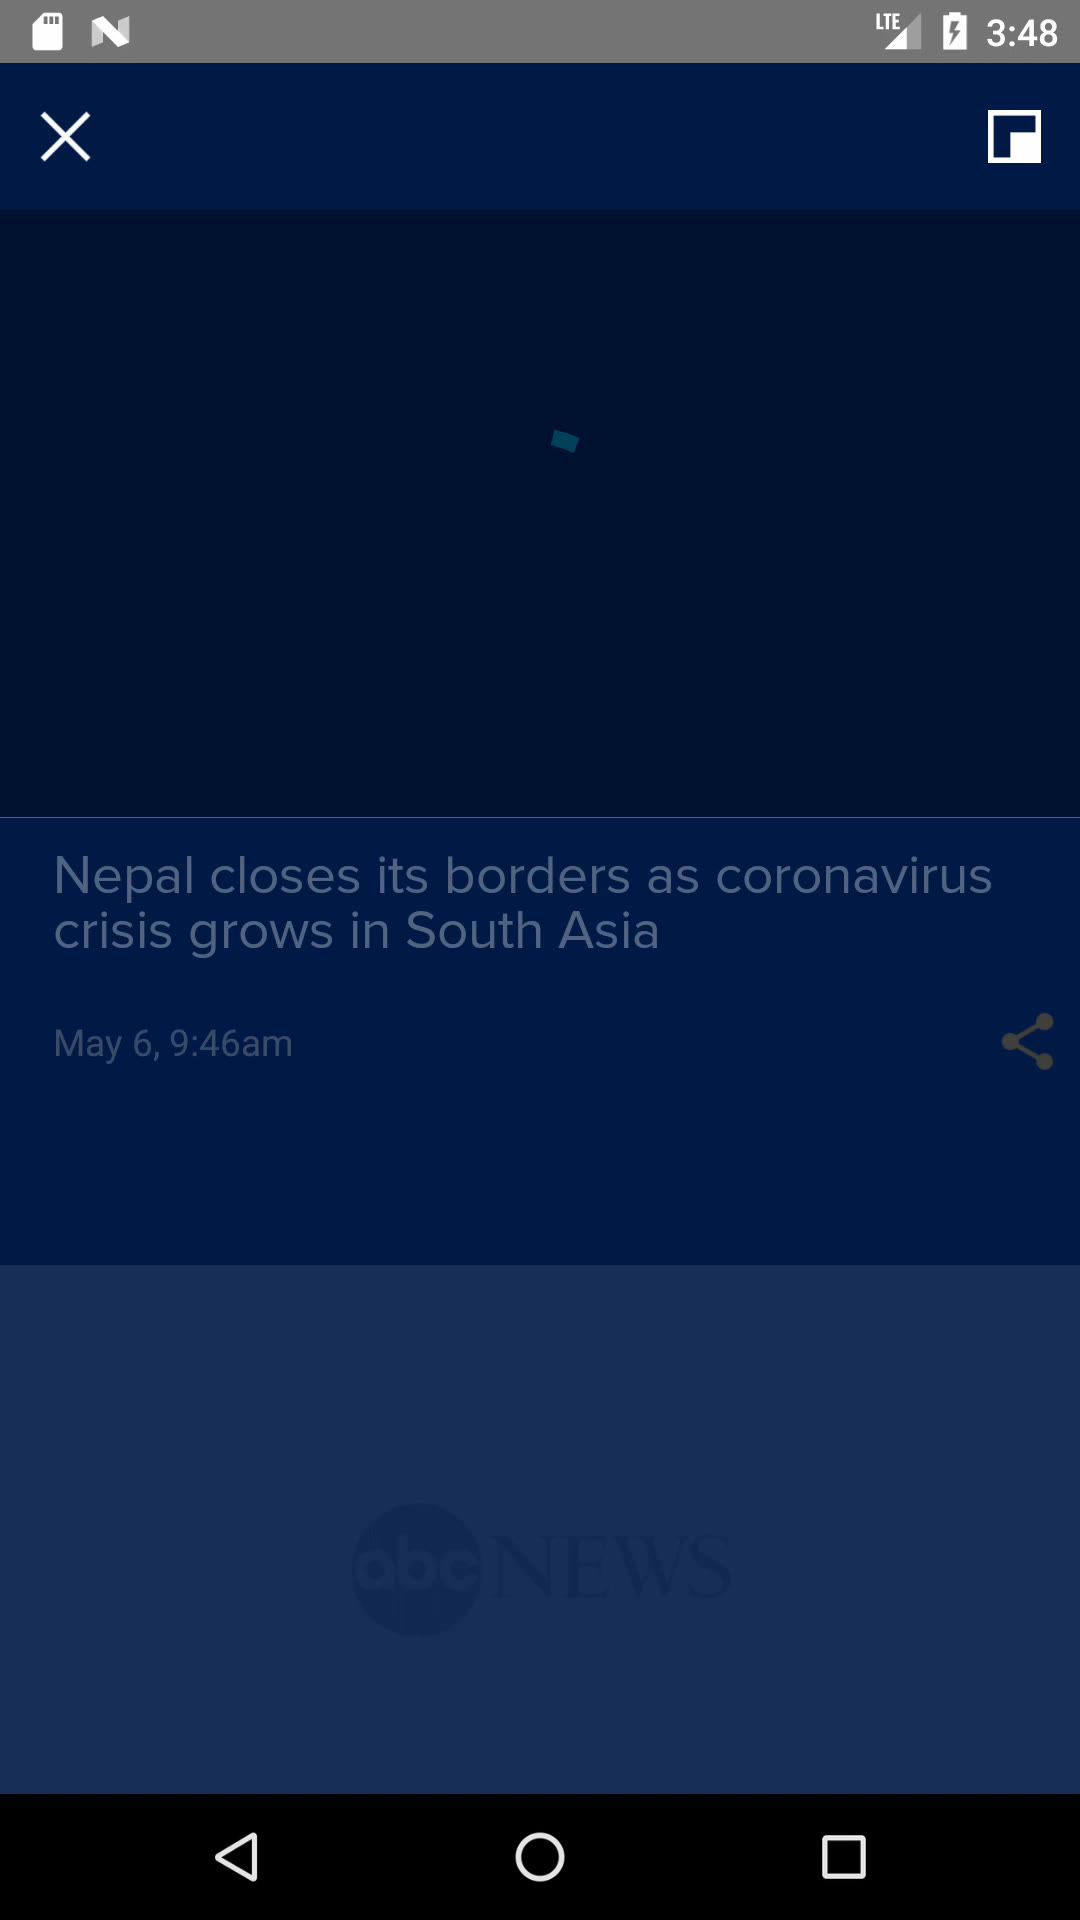 LTE 3:48
Nepal closes its borders as coronavirus
crisis grows in South Asia
May 6, 9:46am
abc NEWS